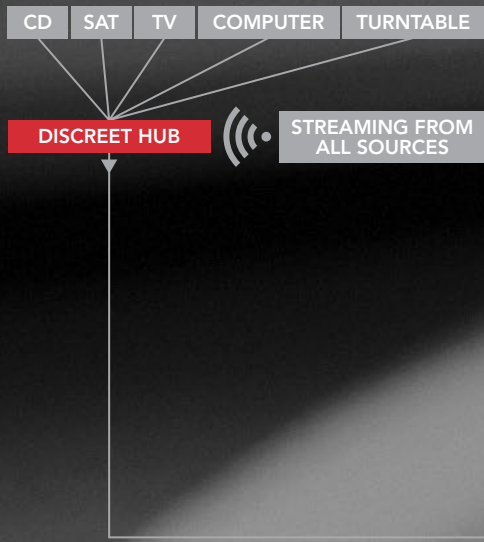 CD
SAT
TV
COMPUTER
TURNTABLE
DISCREET HUB
STREAMING FROM
ALL SOURCES